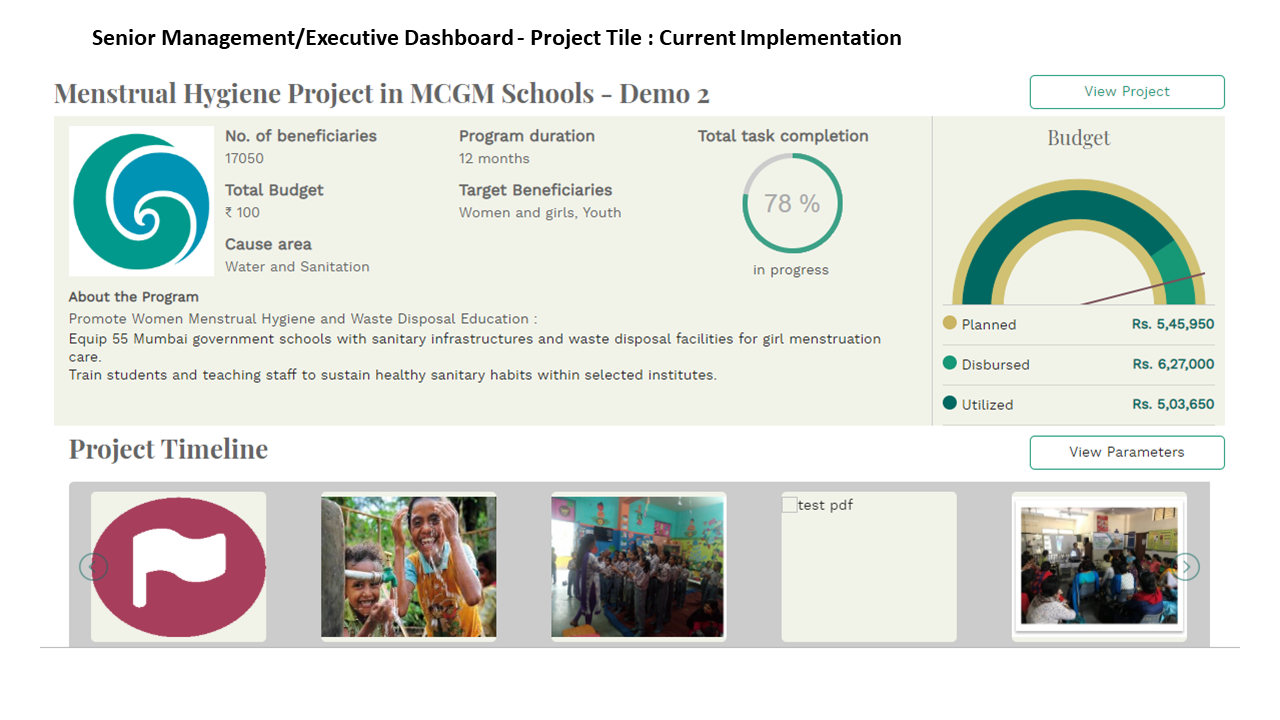 Senior Management/Executive Dashboard - Project Tile : Current Implementation
Menstrual Hygiene Project in MCGM Schools - Demo 2
View Project
No. of beneficiaries
17050
Program duration
12 months
Total task completion
78 %
in progress
Total Budget
₹ 100
Target Beneficiaries
Women and girls, Youth
Cause area
Water and Sanitation
About the Program
Promote Women Menstrual Hygiene and Waste Disposal Education :
Equip 55 Mumbai government schools with sanitary infrastructures and waste disposal facilities for girl menstruation
care.
Train students and teaching staff to sustain healthy sanitary habits within selected institutes.
Budget
Planned Rs. 5,45,950
Disbursed Rs. 6,27,000
Utilized Rs. 5,03,650
Project Timeline
View Parameters
test pdf